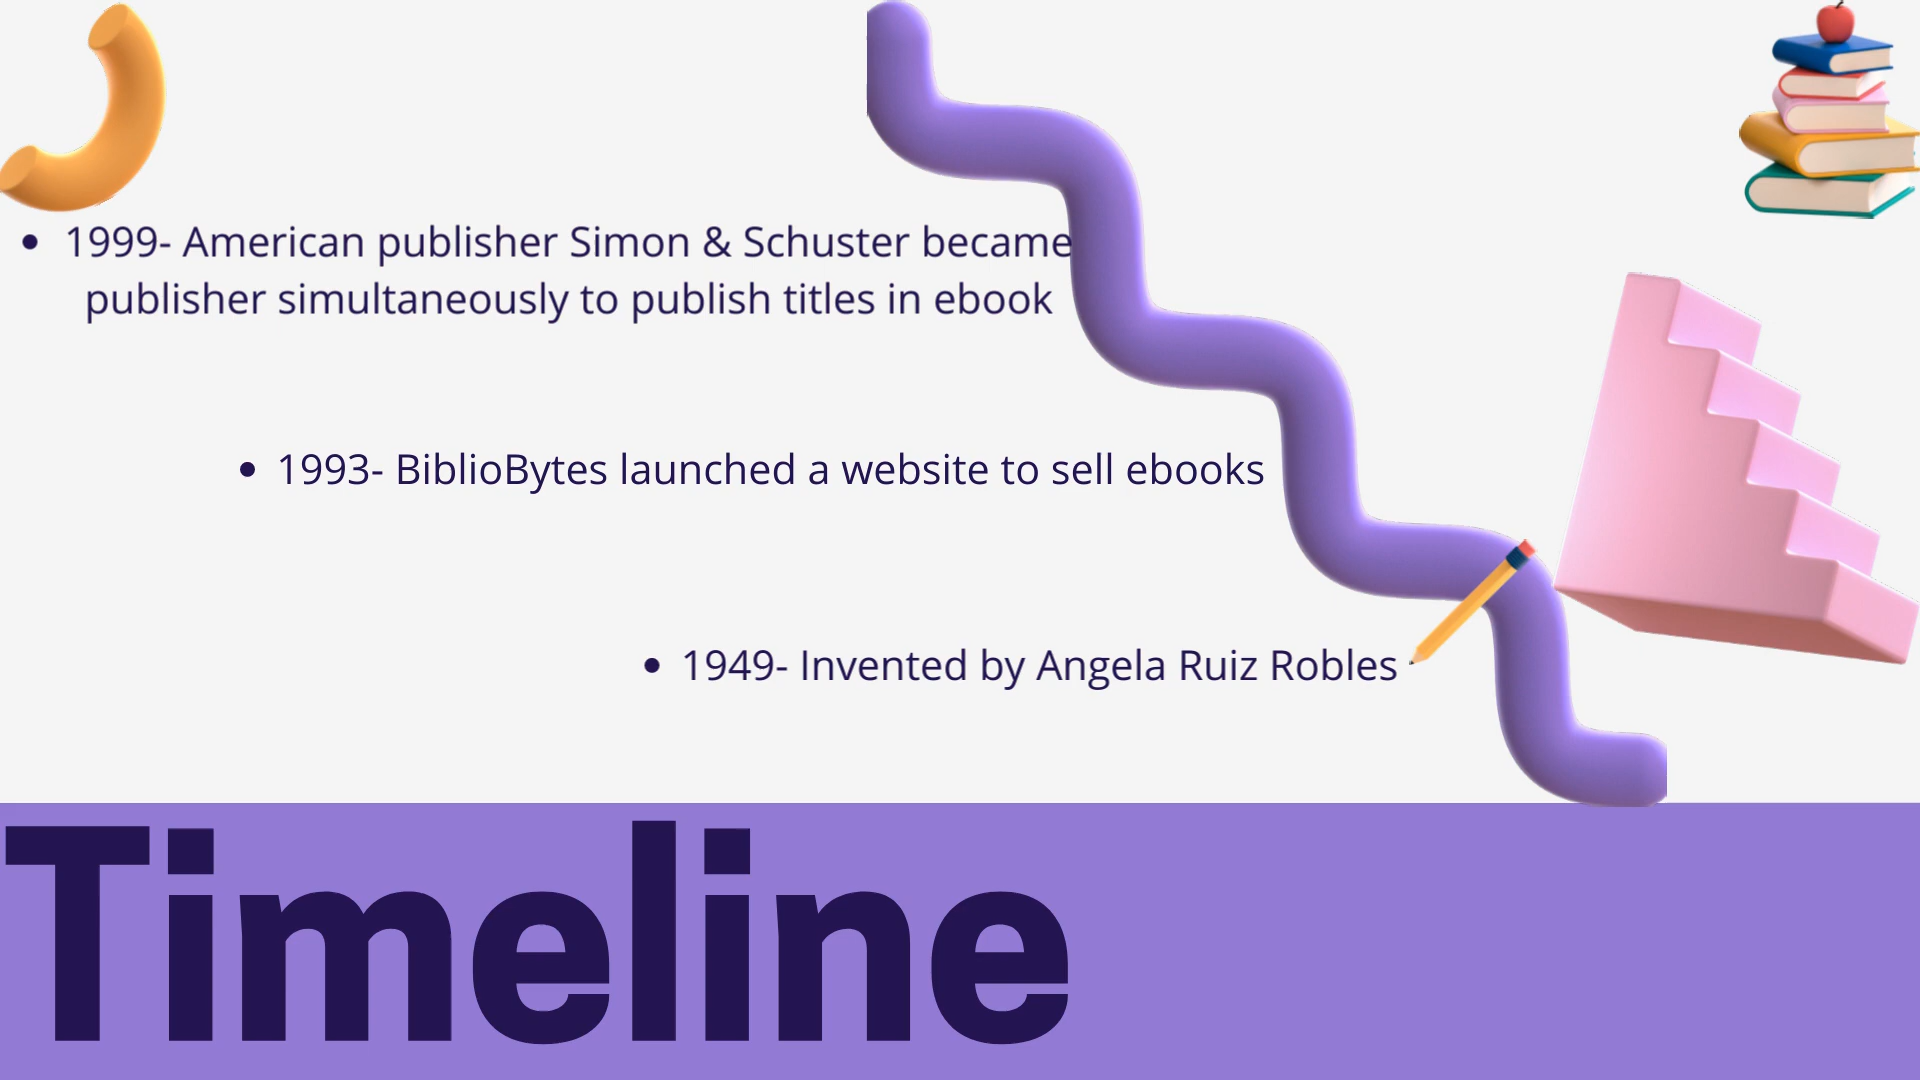 • 1999- American publisher Simon & Schuster became
publisher simultaneously to publish titles in ebook
• 1993- BiblioBytes launched a website to sell ebooks
• 1949- Invented by Angela Ruiz Robles
Timeline